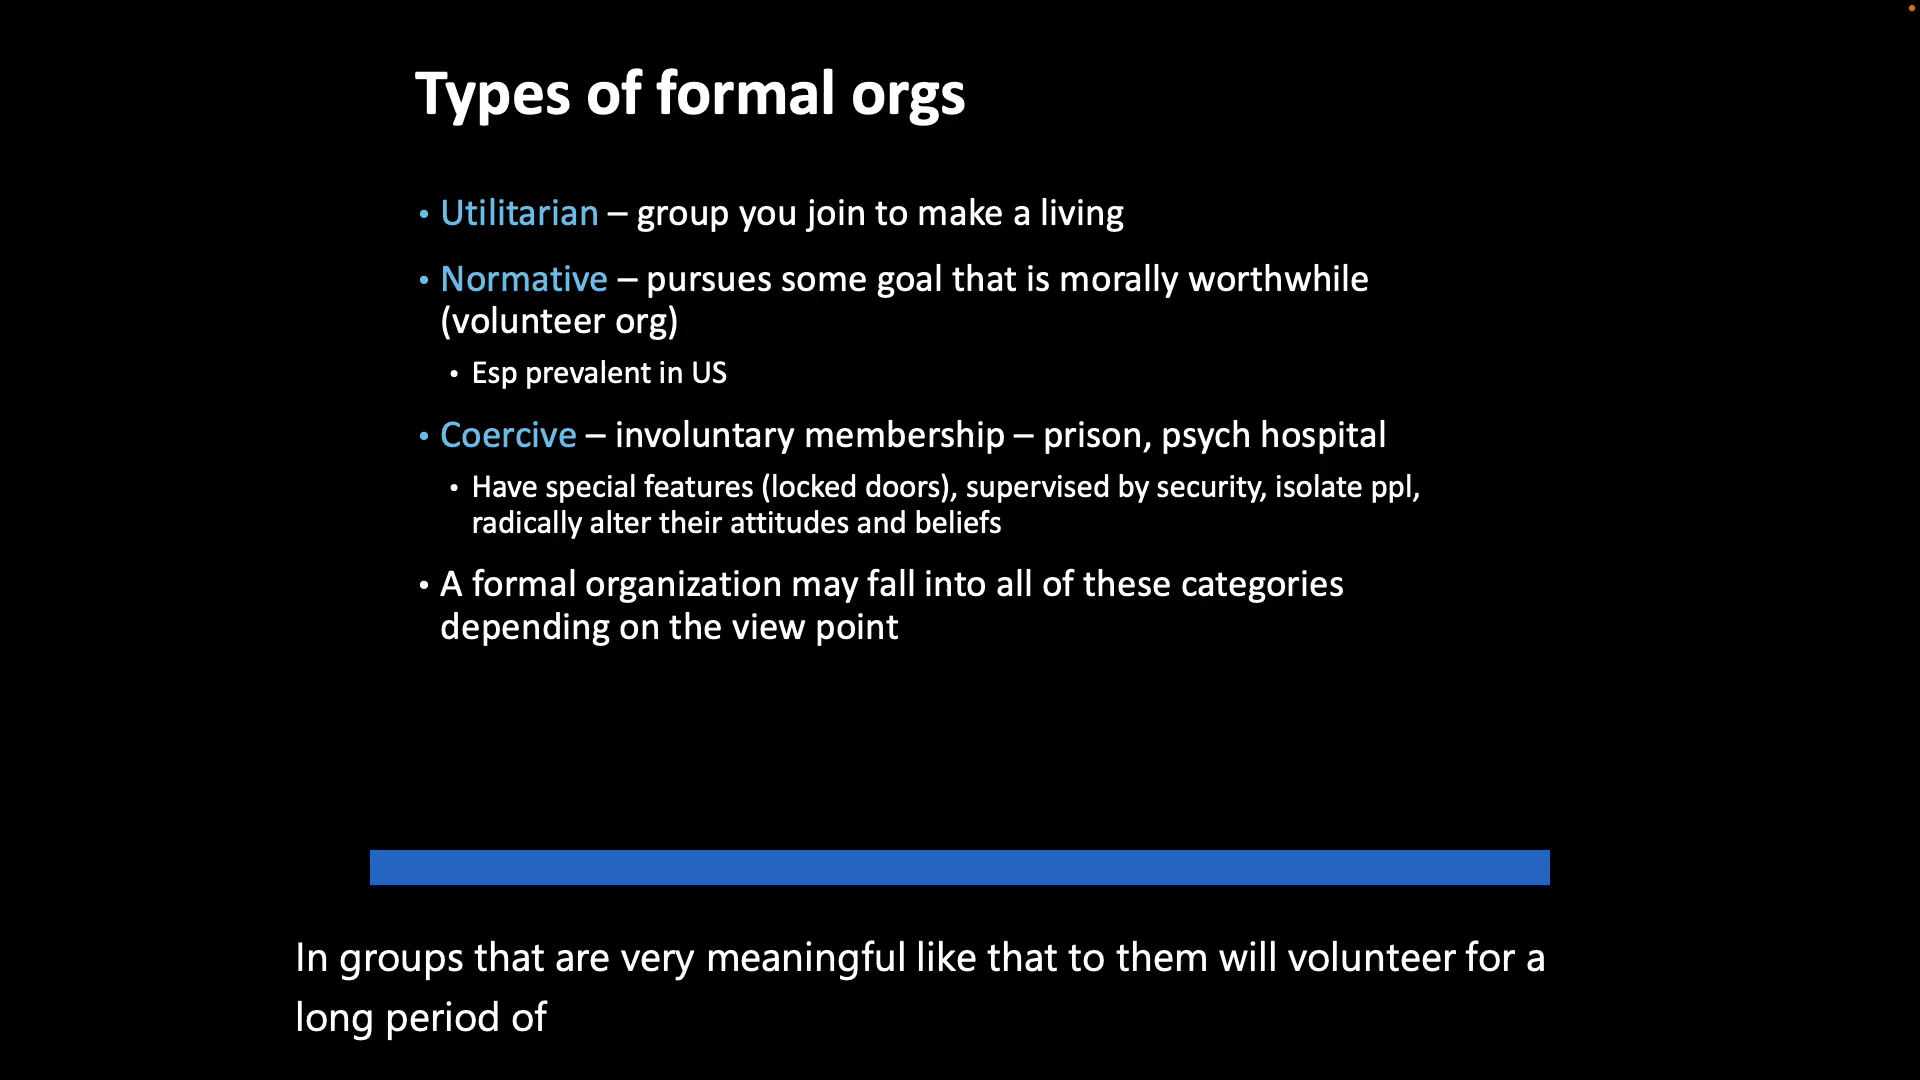 Types of formal orgs
• Utilitarian – group you join to make a living
• Normative – pursues some goal that is morally worthwhile
(volunteer org)
• Esp prevalent in US
• Coercive – involuntary membership – prison, psych hospital
• Have special features (locked doors), supervised by security, isolate ppl,
radically alter their attitudes and beliefs
• A formal organization may fall into all of these categories
depending on the view point
In groups that are very meaningful like that to them will volunteer for a
long period of